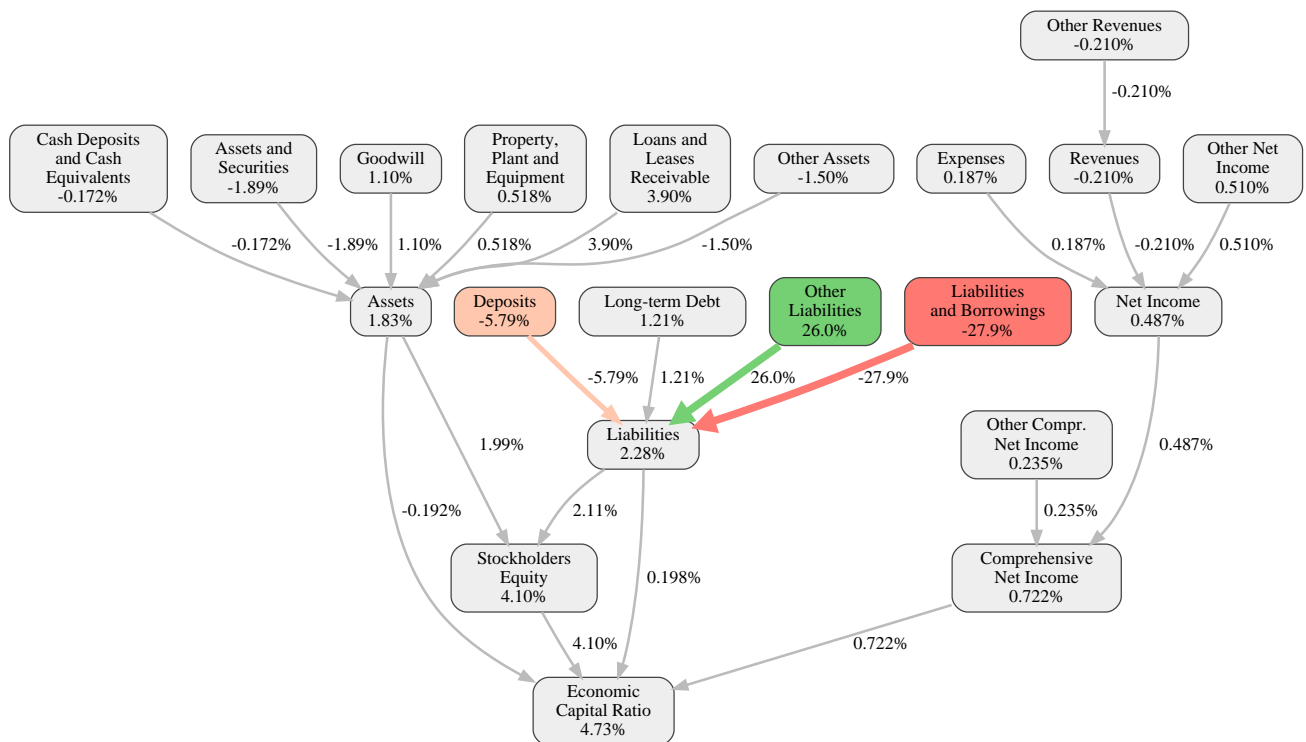 Other Revenues
-0.210%
-0.210%
Cash Deposits
and Cash
Equivalents
-0.172%
Assets and
Securities
-1.89%
Goodwill
1.10%
Property,
Plant and
Equipment
0.518%
Loans and
Leases
Receivable
3.90%
Other Assets
-1.50%
Expenses
0.187%
Revenues
-0.210%
Other Net
Income
0.510%
-0.172%
-1.89%
1.10%
0.518%
3.90%
-1.50%
0.187%
-0.210%
0.510%
Assets
1.83%
Deposits
-5.79%
Long-term Debt
1.21%
Other
Liabilities
26.0%
Liabilities
and Borrowings
-27.9%
Net Income
0.487%
-5.79%
1.21%
26.0%
-27.9%
1.99%
Liabilities
2.28%
Other Compr.
Net Income
0.235%
0.487%
-0.192%
2.11%
0.235%
Stockholders
Equity
4.10%
0.198%
Comprehensive
Net Income
0.722%
4.10%
0.722%
Economic
Capital Ratio
4.73%